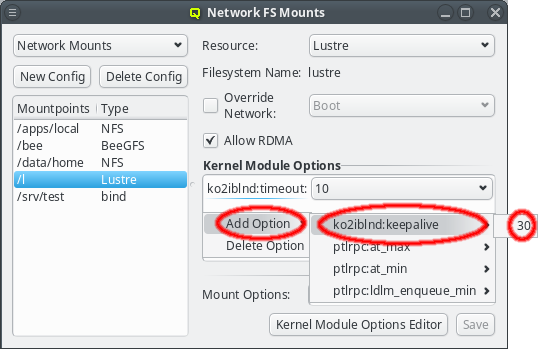 Network FS Mounts
Network Mounts
Resource: Lustre
New Config Delete Config
Filesystem Name: lustre
Mountpoints Type
/apps/local NFS
/bee BeeGFS
/data/home NFS
/l Lustre
/srv/test bind
Override Network: Boot
Allow RDMA
Kernel Module Options
ko2iblnd:timeout: 10
Add Option ko2iblnd:keepalive 30
Delete Option ptlrpc:at_max
ptlrpc:at_min
Mount Options: ptlrpc:ldlm_enqueue_min
Kernel Module Options Editor Save